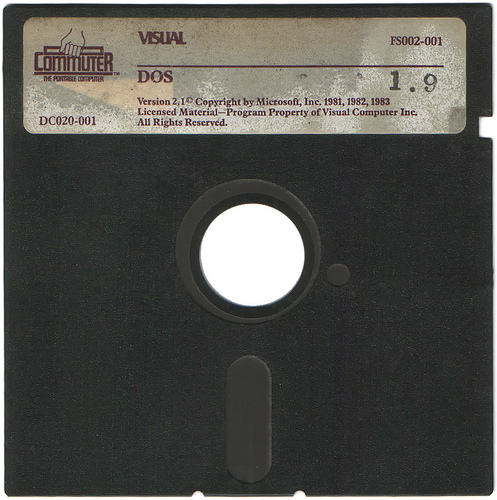 COMMUTER™
THE PORTABLE COMPUTER
VISUAL
FS002-001
DOS
1.9
Version 2,1© Copyright by Microsoft, Inc. 1981, 1982, 1983
Licensed Material—Program Property of Visual Computer Inc.
All Rights Reserved.
DC020-001